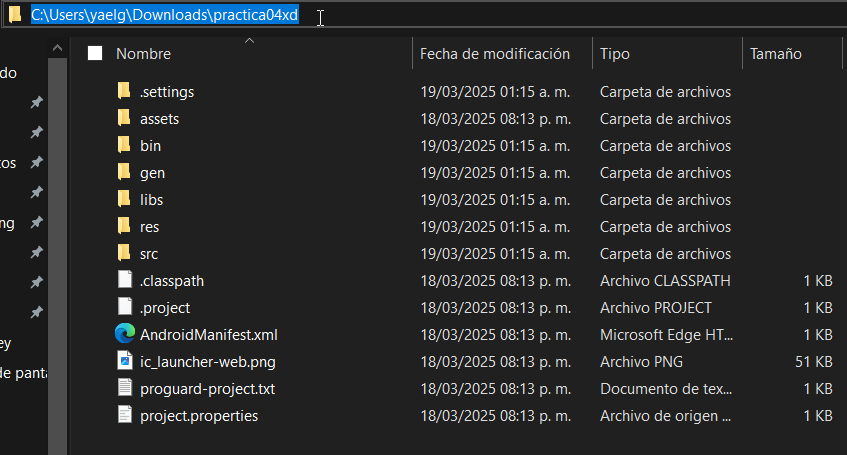 C:\Users\yaelg\Downloads\practica04xd
Nombre Fecha de modificación Tipo Tamaño
do
.settings 19/03/2025 01:15 a. m. Carpeta de archivos
assets 18/03/2025 08:13 p. m. Carpeta de archivos
bin 19/03/2025 01:15 a. m. Carpeta de archivos
tos
gen 19/03/2025 01:15 a. m. Carpeta de archivos
libs 19/03/2025 01:15 a. m. Carpeta de archivos
ng
res 19/03/2025 01:15 a. m. Carpeta de archivos
src 19/03/2025 01:15 a. m. Carpeta de archivos
.classpath 18/03/2025 08:13 p. m. Archivo CLASSPATH 1 KB
.project 18/03/2025 08:13 p. m. Archivo PROJECT 1 KB
AndroidManifest.xml 18/03/2025 08:13 p. m. Microsoft Edge HT... 1 KB
ey
ic_launcher-web.png 18/03/2025 08:13 p. m. Archivo PNG 51 KB
de panta
proguard-project.txt 18/03/2025 08:13 p. m. Documento de tex... 1 KB
project.properties 18/03/2025 08:13 p. m. Archivo de origen ... 1 KB